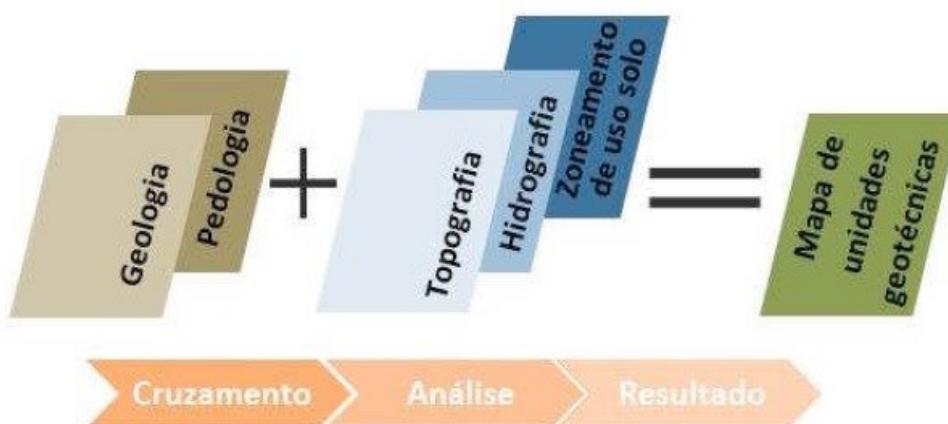 Geologia
Pedologia
Topografia
Hidrografia
Zoneamento
de uso solo
Mapa de
unidades
geotécnicas
Cruzamento
Análise
Resultado